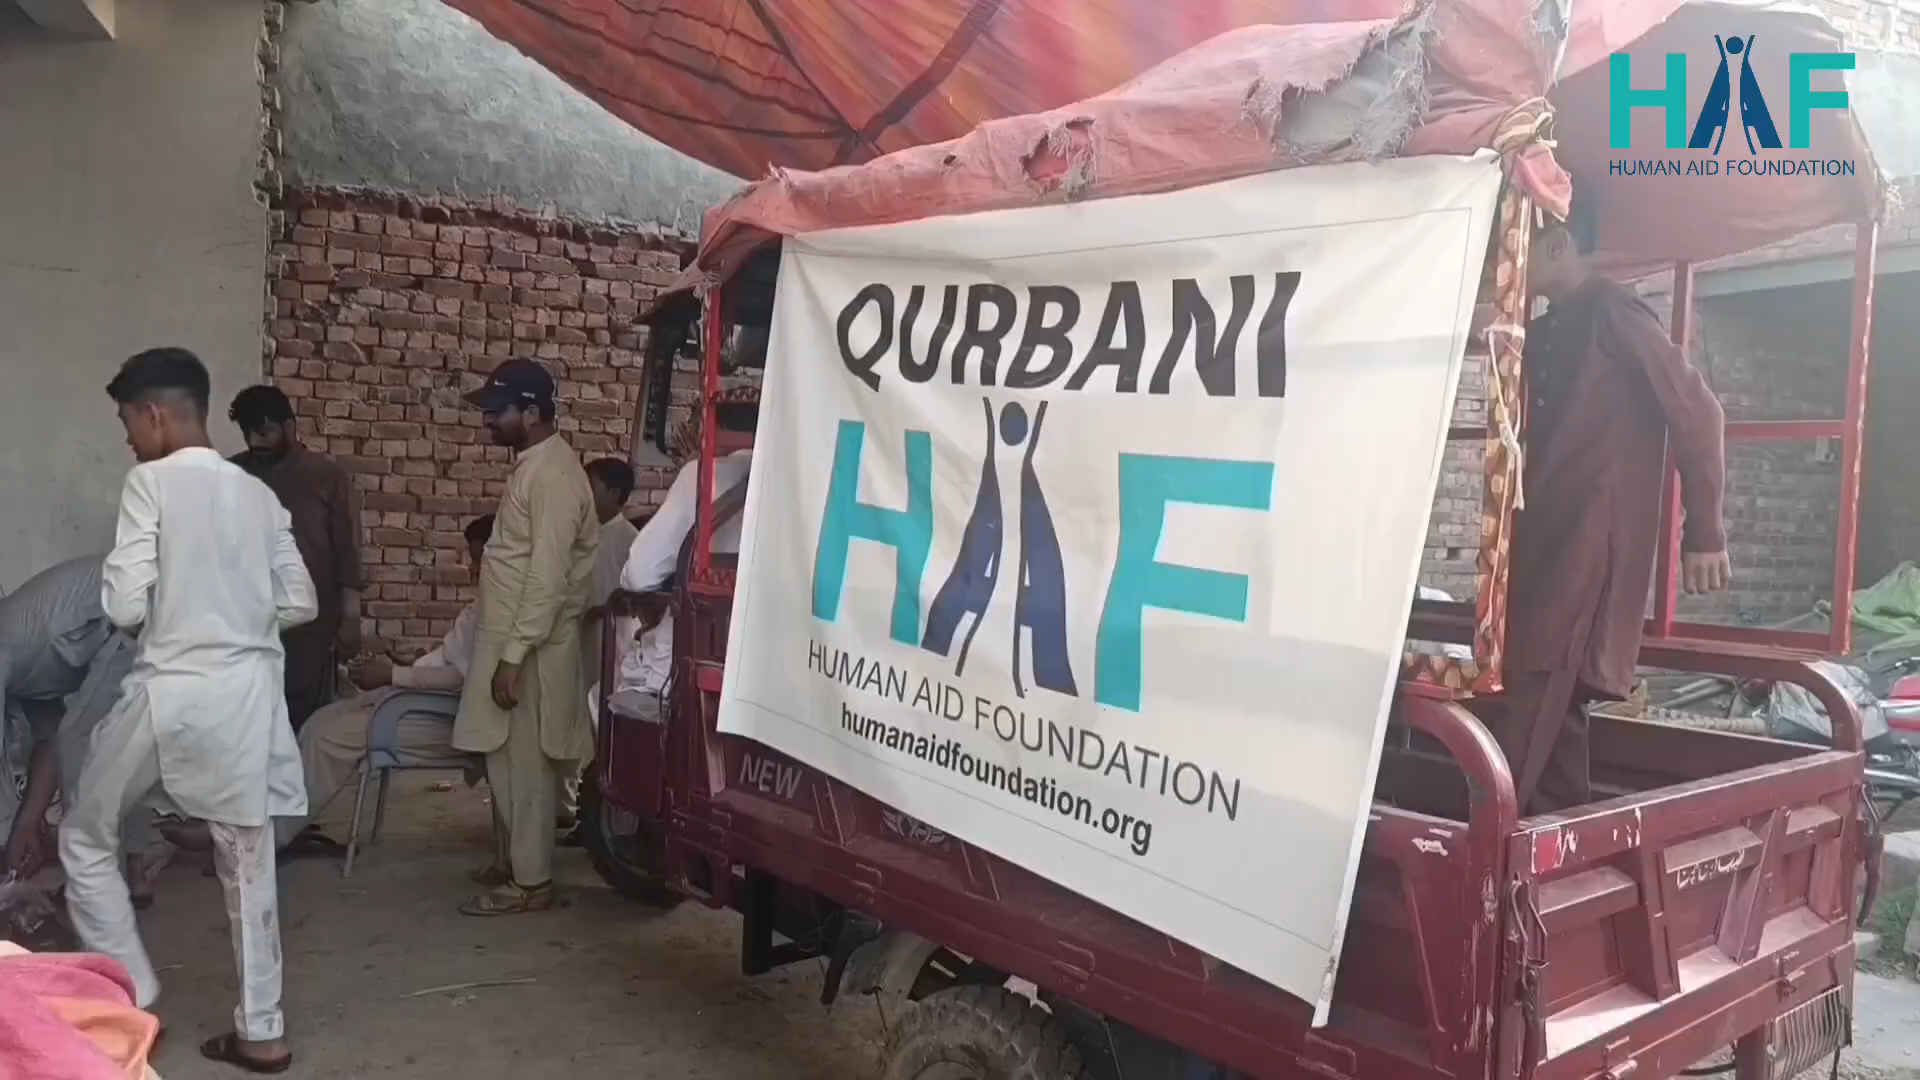 HAF
HUMAN AID FOUNDATION
QURBANI
HAF
HUMAN AID FOUNDATION
humanaidfoundation.org
NEW